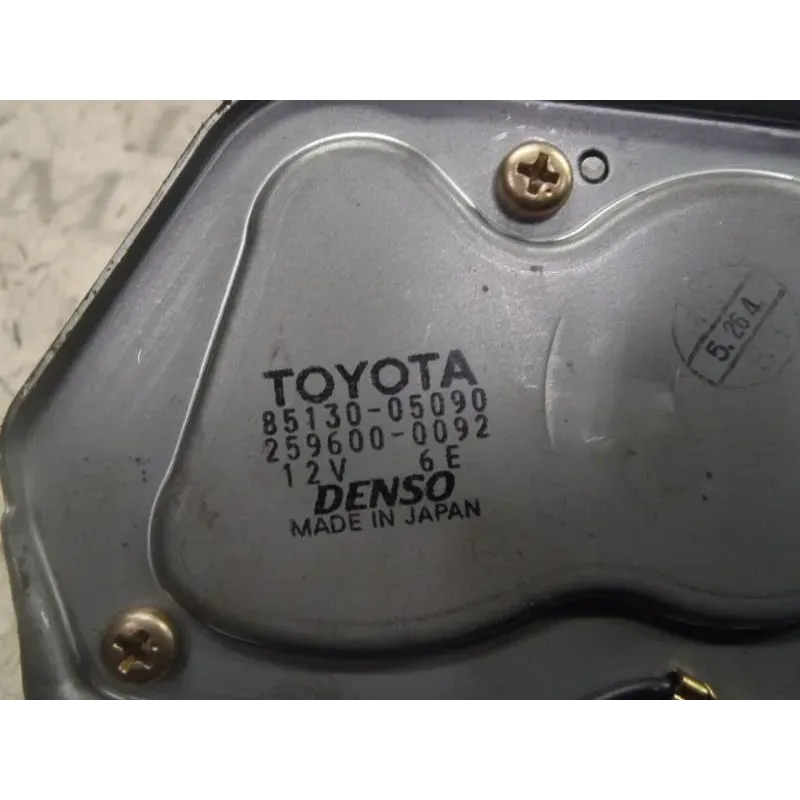 TOYOTA
85130-05090
259600-0092
12V 6E
DENSO
MADE IN JAPAN
5.26 4.